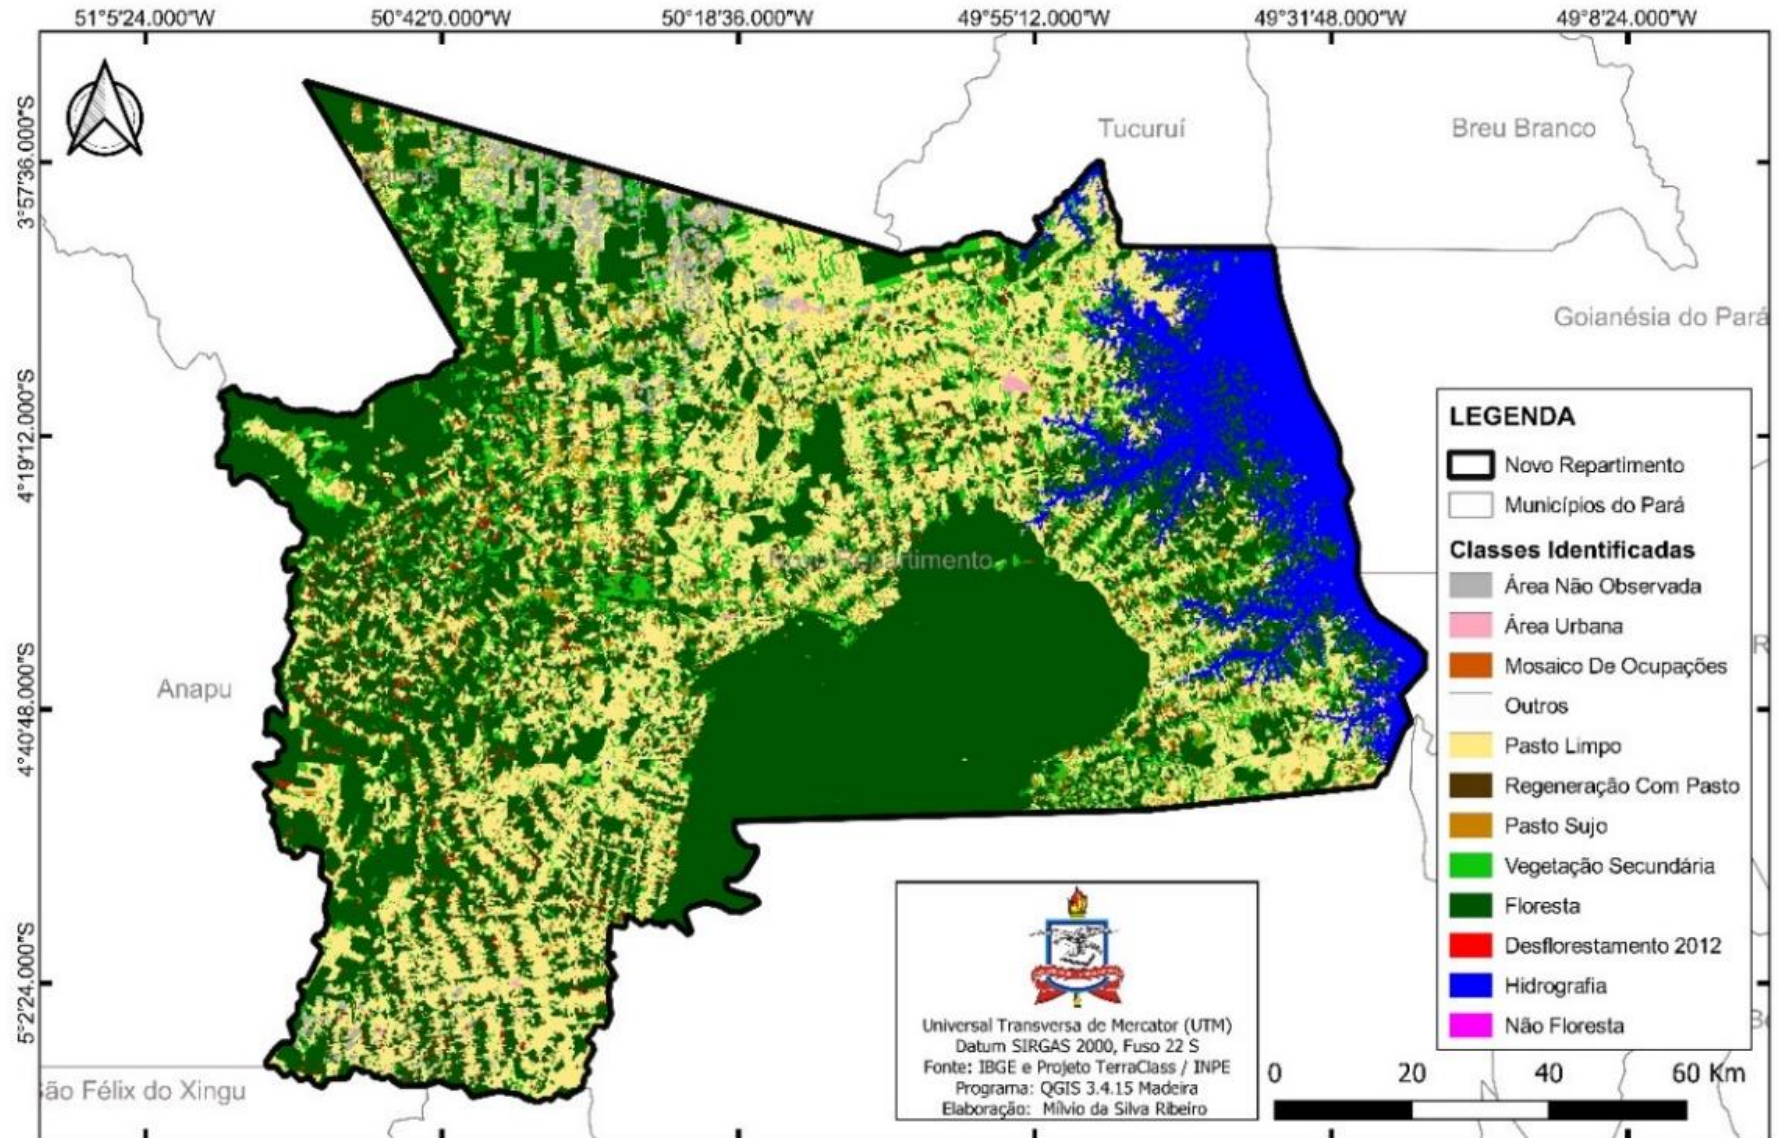 51°5'24.000"W 50°42'0.000"W 50°18'36.000"W 49°55'12.000"W 49°31'48.000"W 49°8'24.000"W
3°57'36.000"S
4°19'12.000"S
4°40'48.000"S
5°2'24.000"S
Tucuruí
Breu Branco
Goianésia do Pará
Novo Repartimento
Anapu
São Félix do Xingu
LEGENDA
Novo Repartimento
Municípios do Pará
Classes Identificadas
Área Não Observada
Área Urbana
Mosaico De Ocupações
Outros
Pasto Limpo
Regeneração Com Pasto
Pasto Sujo
Vegetação Secundária
Floresta
Desflorestamento 2012
Hidrografia
Não Floresta
Universal Transversa de Mercator (UTM)
Datum SIRGAS 2000, Fuso 22 S
Fonte: IBGE e Projeto TerraClass / INPE
Programa: QGIS 3.4.15 Madeira
Elaboração: Mílvio da Silva Ribeiro
0 20 40 60 Km